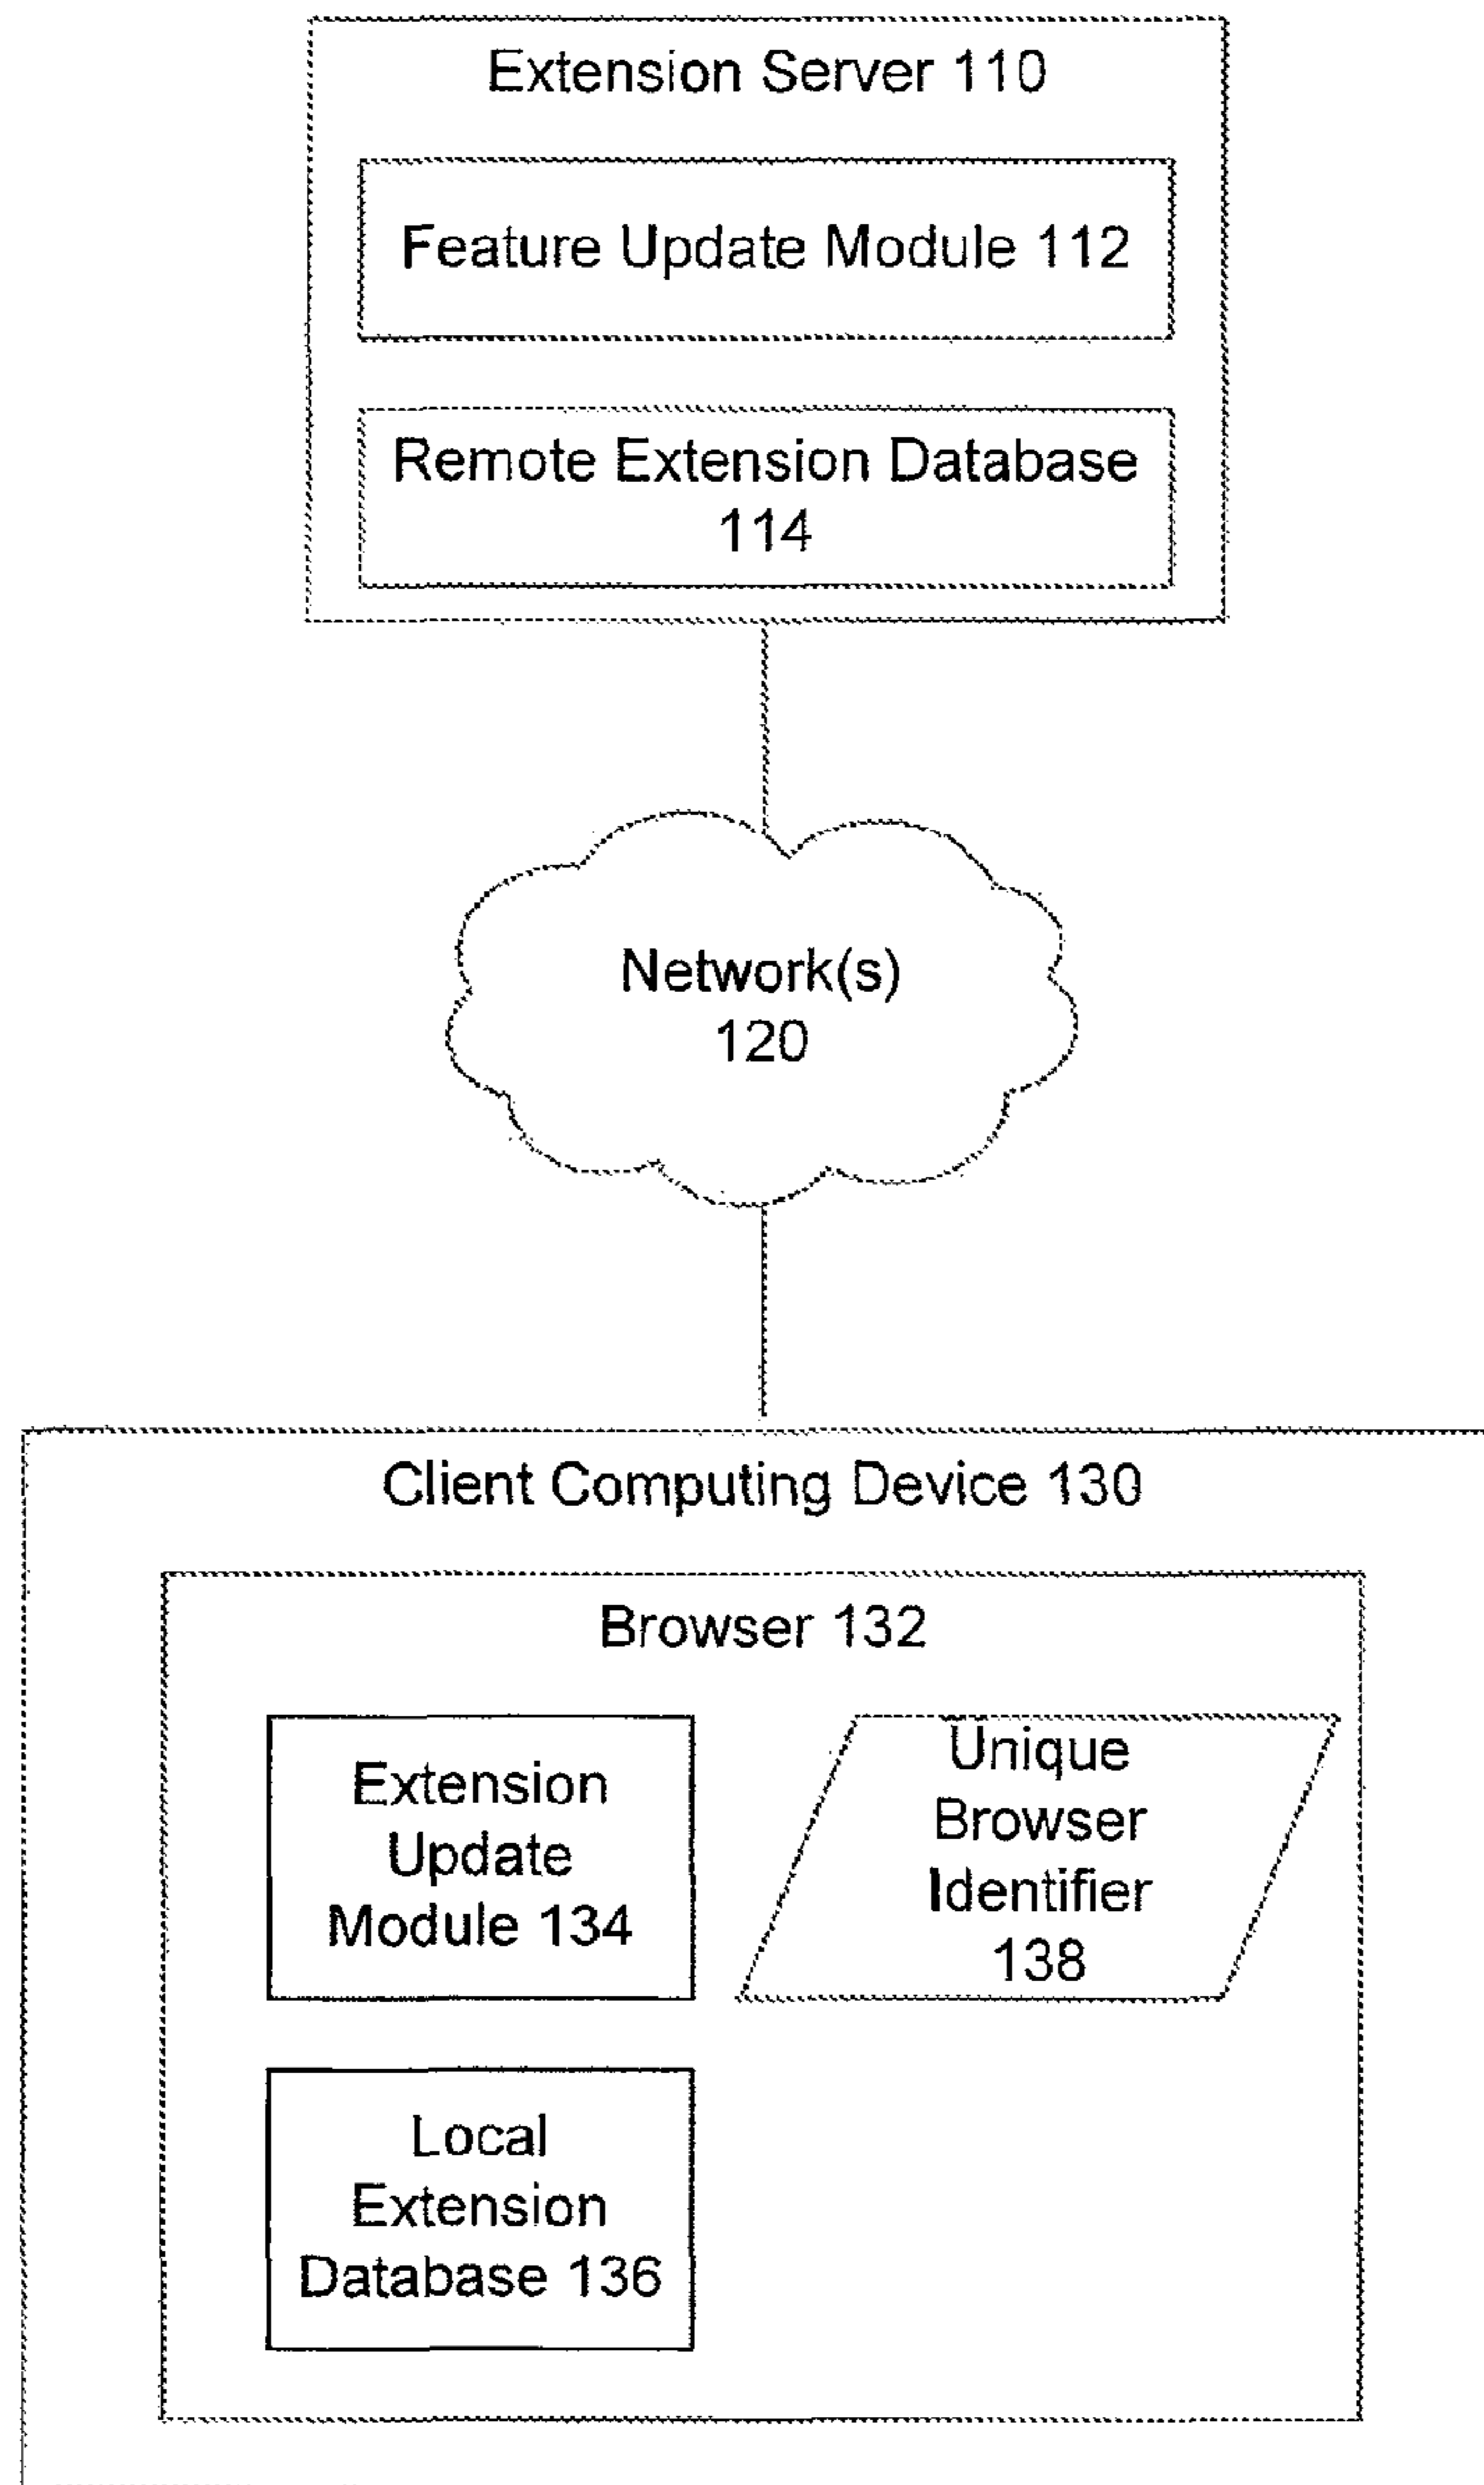 Extension Server 110
Feature Update Module 112
Remote Extension Database
114
Network(s)
120
Client Computing Device 130
Browser 132
Extension
Update
Module 134
Unique
Browser
Identifier
138
Local
Extension
Database 136